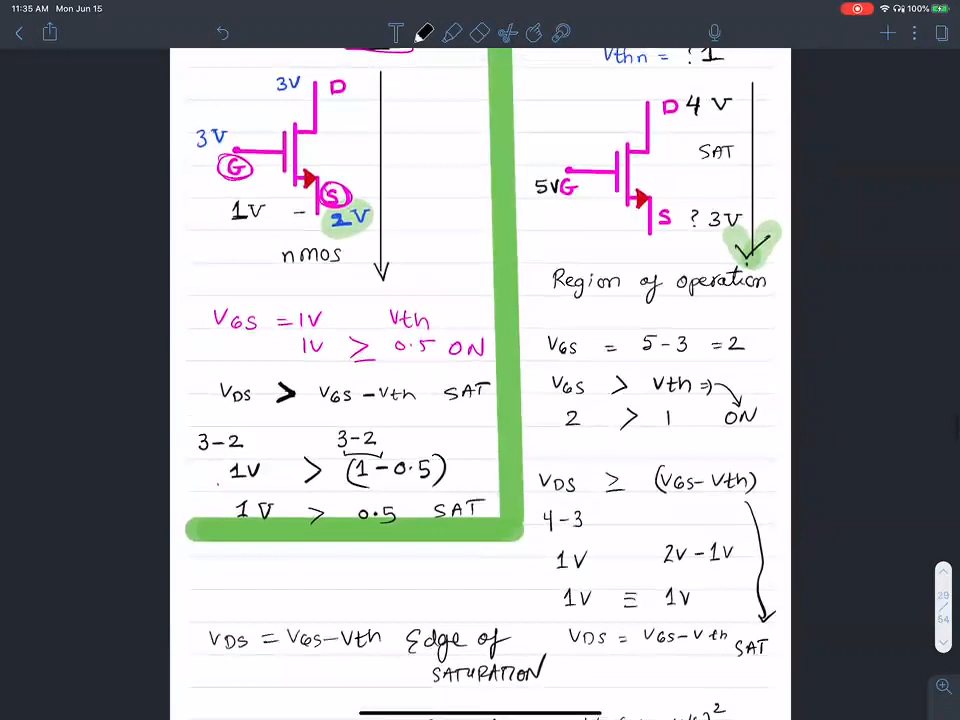 11:35 AM Mon Jun 15
100%
T
3V D
3V
G
S
1V – 2V
nmos
VGS = 1V Vth
1V ≥ 0.5 ON
VDS > VGS – Vth SAT
3–2 3–2
1V > (1–0.5)
1V > 0.5 SAT
VDS = VGS – Vth Edge of
SATURATION
Vthn = ? 1
D 4 V
SAT
5V G
S ? 3V
Region of operation
VGS = 5 – 3 = 2
VGS > Vth ⇒
2 > 1 ON
VDS ≥ (VGS – Vth)
4–3
1V 2V – 1V
1V ≡ 1V
VDS = VGS – Vth SAT
29
/
54